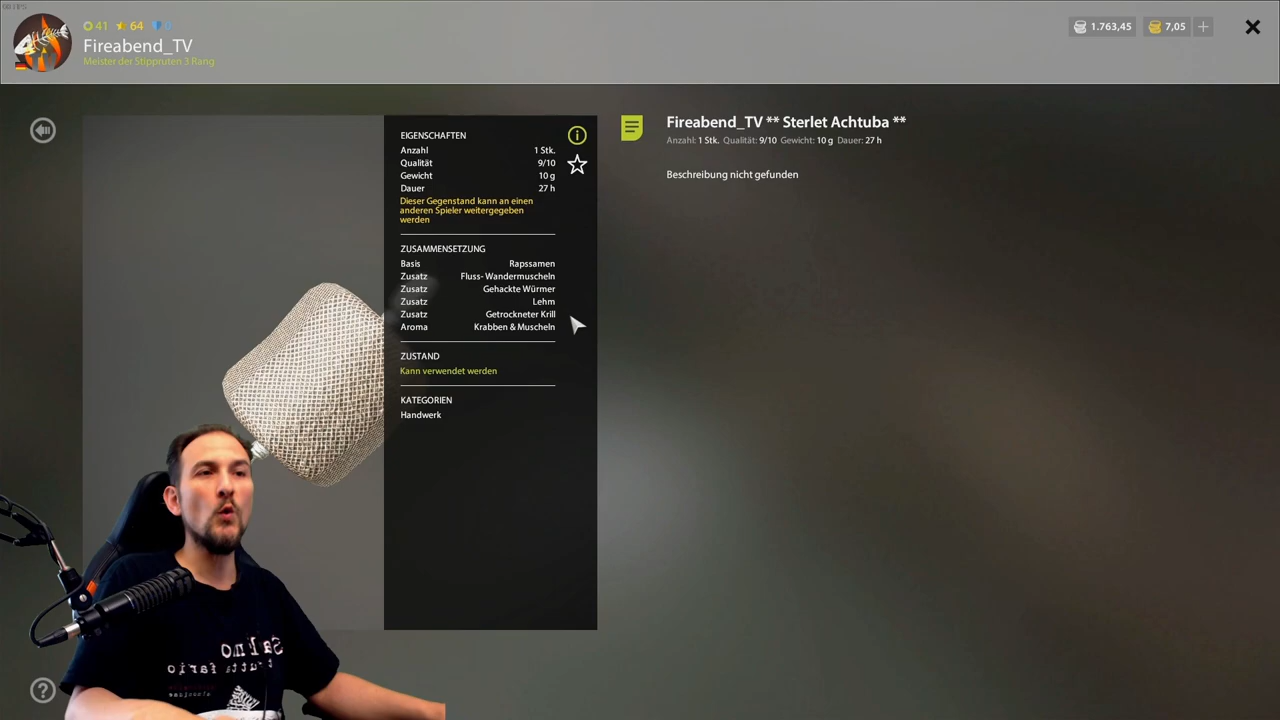 41 64
Fireabend_TV
Meister der Stippruten 3 Rang
1.763,45 7,05 +
EIGENSCHAFTEN
Anzahl 1 Stk.
Qualität 9/10
Gewicht 10 g
Dauer 27 h
Dieser Gegenstand kann an einen
anderen Spieler weitergegeben
werden
ZUSAMMENSETZUNG
Basis Rapssamen
Zusatz Fluss- Wandermuscheln
Zusatz Gehackte Würmer
Zusatz Lehm
Zusatz Getrockneter Krill
Aroma Krabben & Muscheln
ZUSTAND
Kann verwendet werden
KATEGORIEN
Handwerk
Fireabend_TV ** Sterlet Achtuba **
Anzahl: 1 Stk. Qualität: 9/10 Gewicht: 10 g Dauer: 27 h
Beschreibung nicht gefunden
Salmo
trutta fario
?